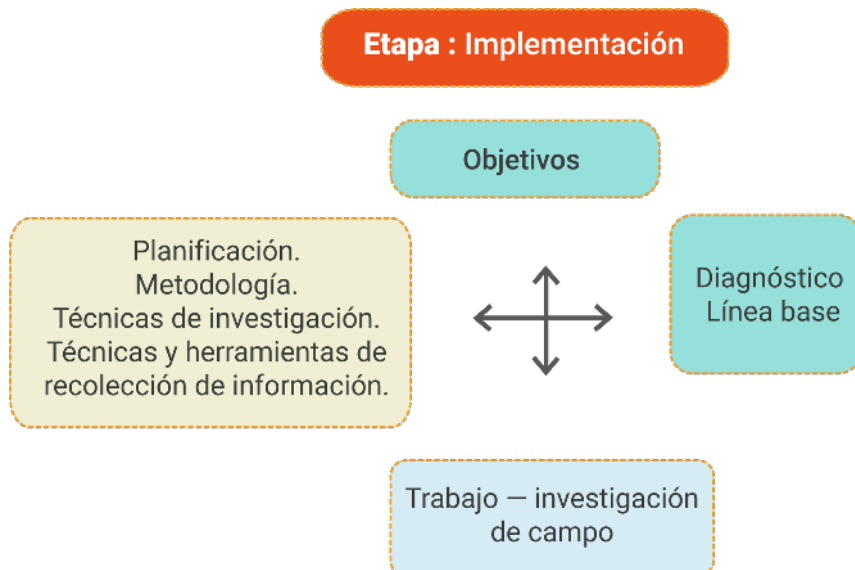 Etapa : Implementación
Objetivos
Planificación.
Metodología.
Técnicas de investigación.
Técnicas y herramientas de
recolección de información.
Diagnóstico
Línea base
Trabajo — investigación
de campo